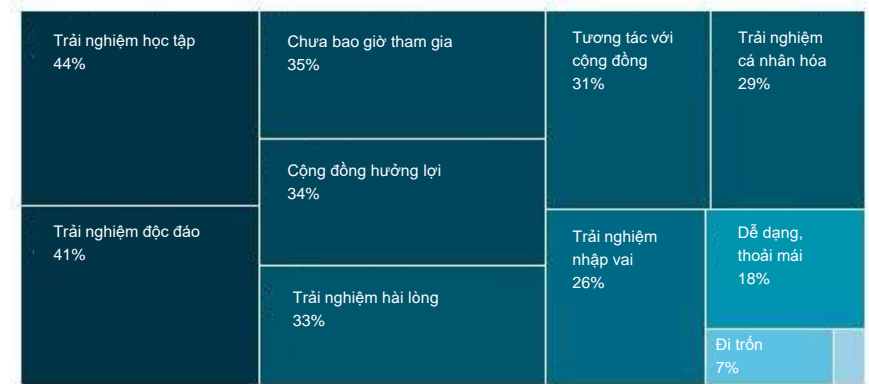 Trải nghiệm học tập
44%
Trải nghiệm độc đáo
41%
Chưa bao giờ tham gia
35%
Cộng đồng hưởng lợi
34%
Trải nghiệm hài lòng
33%
Tương tác với
cộng đồng
31%
Trải nghiệm
cá nhân hóa
29%
Trải nghiệm
nhập vai
26%
Dễ dạng,
thoải mái
18%
Đi trốn
7%